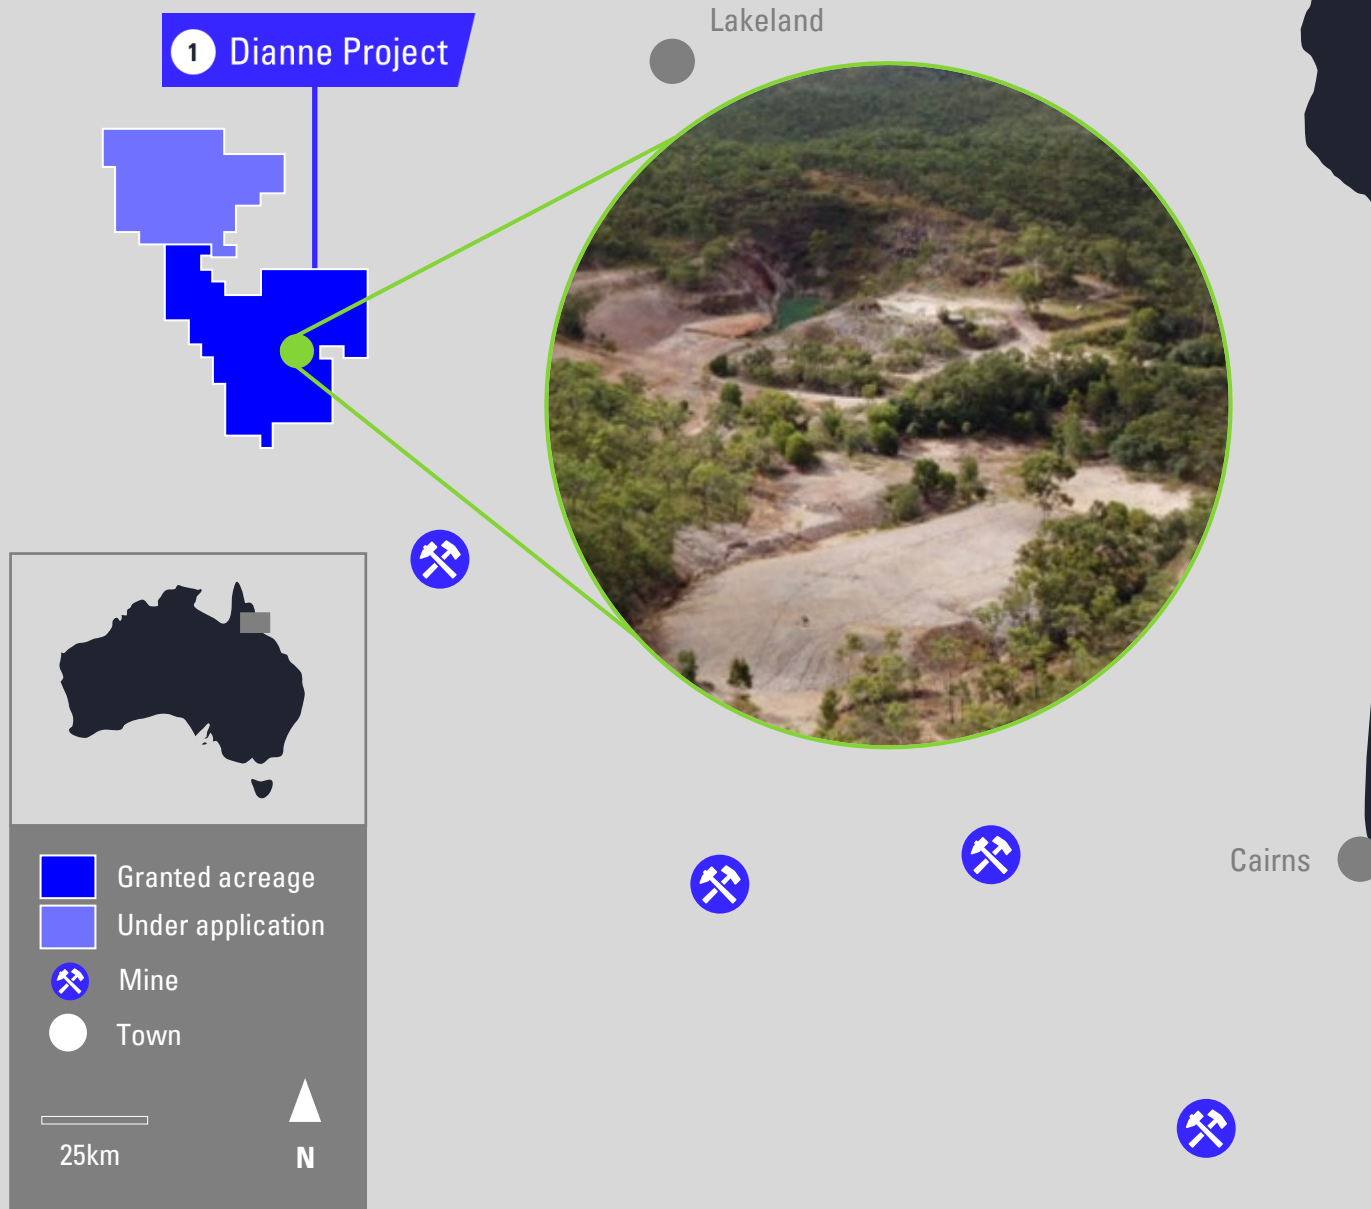 Lakeland
1 Dianne Project
Cairns
Granted acreage
Under application
Mine
Town
25km
N